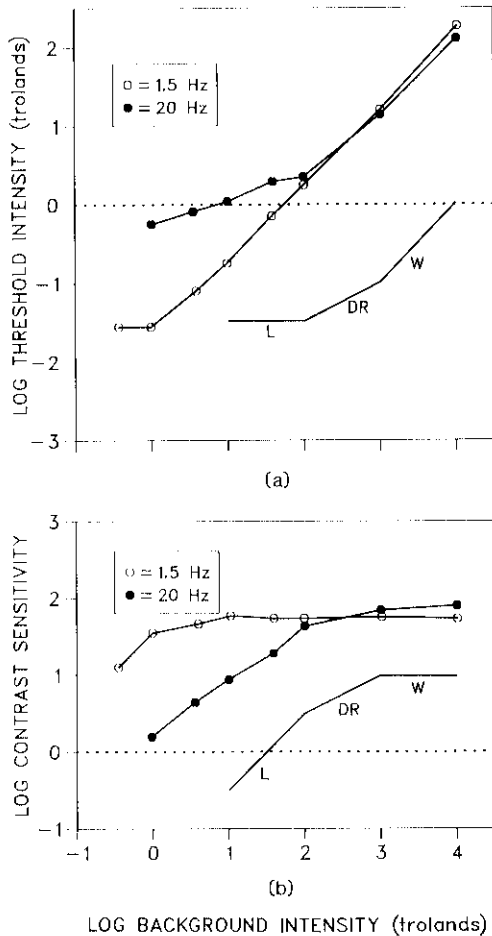 2
1
0
−1
−2
−3
LOG THRESHOLD INTENSITY (trolands)
○ = 1.5 Hz
● = 20 Hz
L
DR
W
(a)
3
2
1
0
−1
LOG CONTRAST SENSITIVITY
○ = 1.5 Hz
● = 20 Hz
L
DR
W
−1 0 1 2 3 4
(b)
LOG BACKGROUND INTENSITY (trolands)